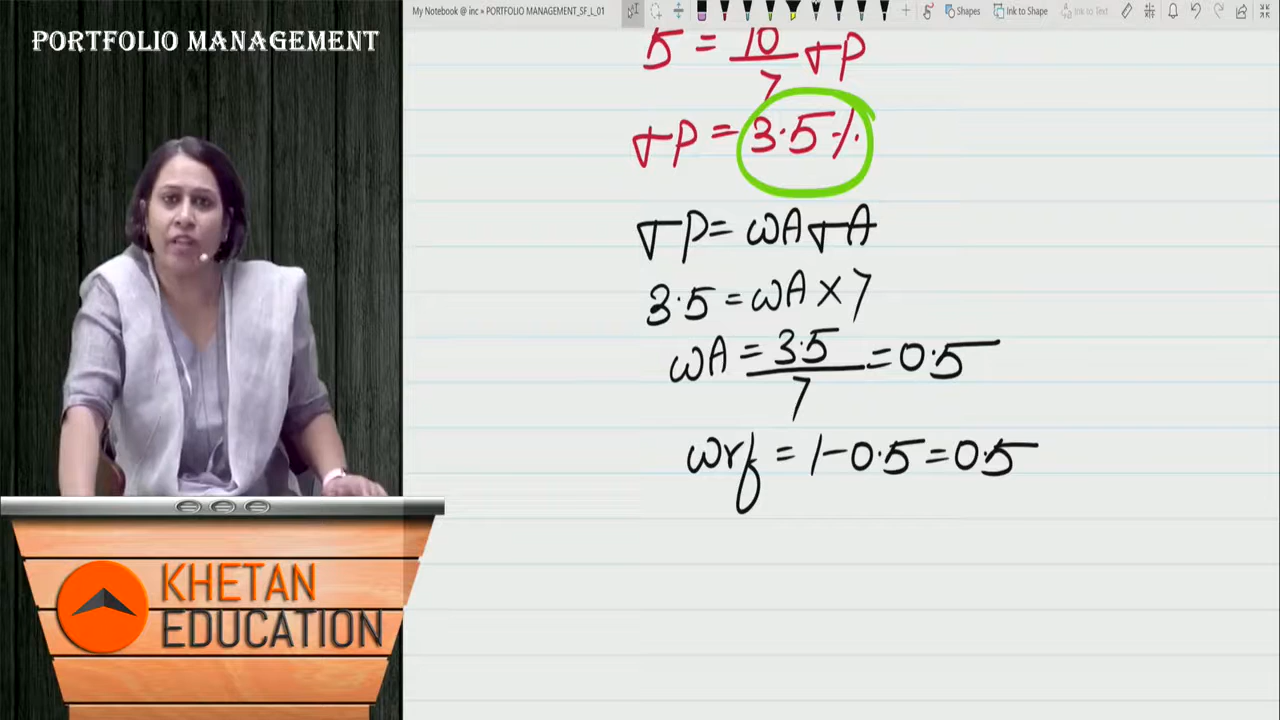 PORTFOLIO MANAGEMENT
My Notebook @ inc » PORTFOLIO MANAGEMENT_SF_L_01
Shapes
Ink to Shape
Ink to Text
5 = 10/7 σP
σP = 3.5%
σP = ωA σA
3.5 = ωA × 7
ωA = 3.5/7 = 0.5
ωrf = 1 - 0.5 = 0.5
KHETAN
EDUCATION